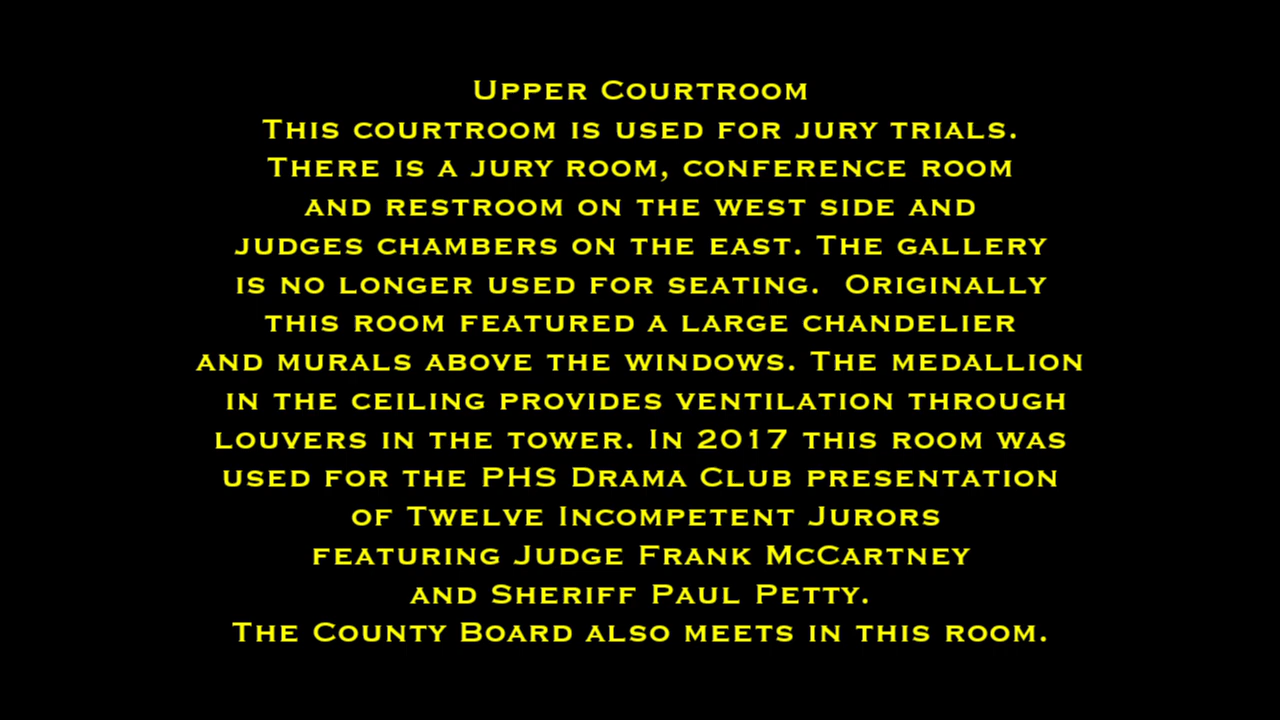 Upper Courtroom
This courtroom is used for jury trials.
There is a jury room, conference room
and restroom on the west side and
judges chambers on the east. The gallery
is no longer used for seating.  Originally
this room featured a large chandelier
and murals above the windows. The medallion
in the ceiling provides ventilation through
louvers in the tower. In 2017 this room was
used for the PHS Drama Club presentation
of Twelve Incompetent Jurors
featuring Judge Frank McCartney
and Sheriff Paul Petty.
The County Board also meets in this room.